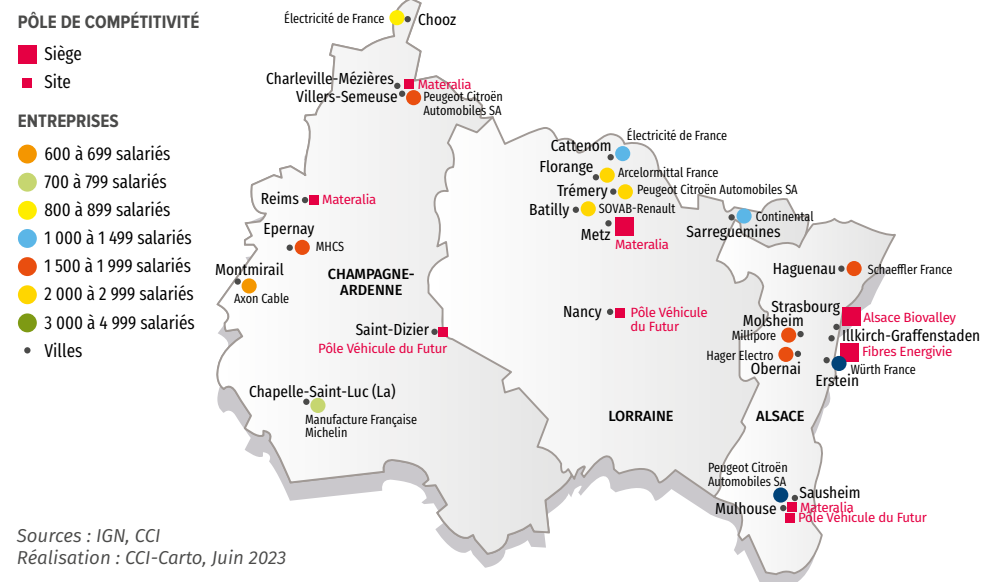 PÔLE DE COMPÉTITIVITÉ
Siège
Site
ENTREPRISES
600 à 699 salariés
700 à 799 salariés
800 à 899 salariés
1 000 à 1 499 salariés
1 500 à 1 999 salariés
2 000 à 2 999 salariés
3 000 à 4 999 salariés
Villes
Électricité de France
Chooz
Charleville-Mézières
Materialia
Villers-Semeuse
Peugeot Citroën
Automobiles SA
Reims
Materalia
Epernay
MHCS
Montmirail
Axon Cable
CHAMPAGNE-
ARDENNE
Saint-Dizier
Pôle Véhicule du Futur
Chapelle-Saint-Luc (La)
Manufacture Française
Michelin
Électricité de France
Cattenom
Florange
Arcelormittal France
Trémery
Peugeot Citroën Automobiles SA
Batilly
SOVAB-Renault
Metz
Materalia
Continental
Sarreguemines
Nancy
Pôle Véhicule
du Futur
LORRAINE
Haguenau
Schaeffler France
Strasbourg
Alsace Biovalley
Molsheim
Millipore
Illkirch-Graffenstaden
Fibres Energivie
Hager Electro
Obernai
Würth France
Erstein
ALSACE
Peugeot Citroën
Automobiles SA
Sausheim
Mulhouse
Materalia
Pôle Véhicule du Futur
Sources : IGN, CCI
Réalisation : CCI-Carto, Juin 2023